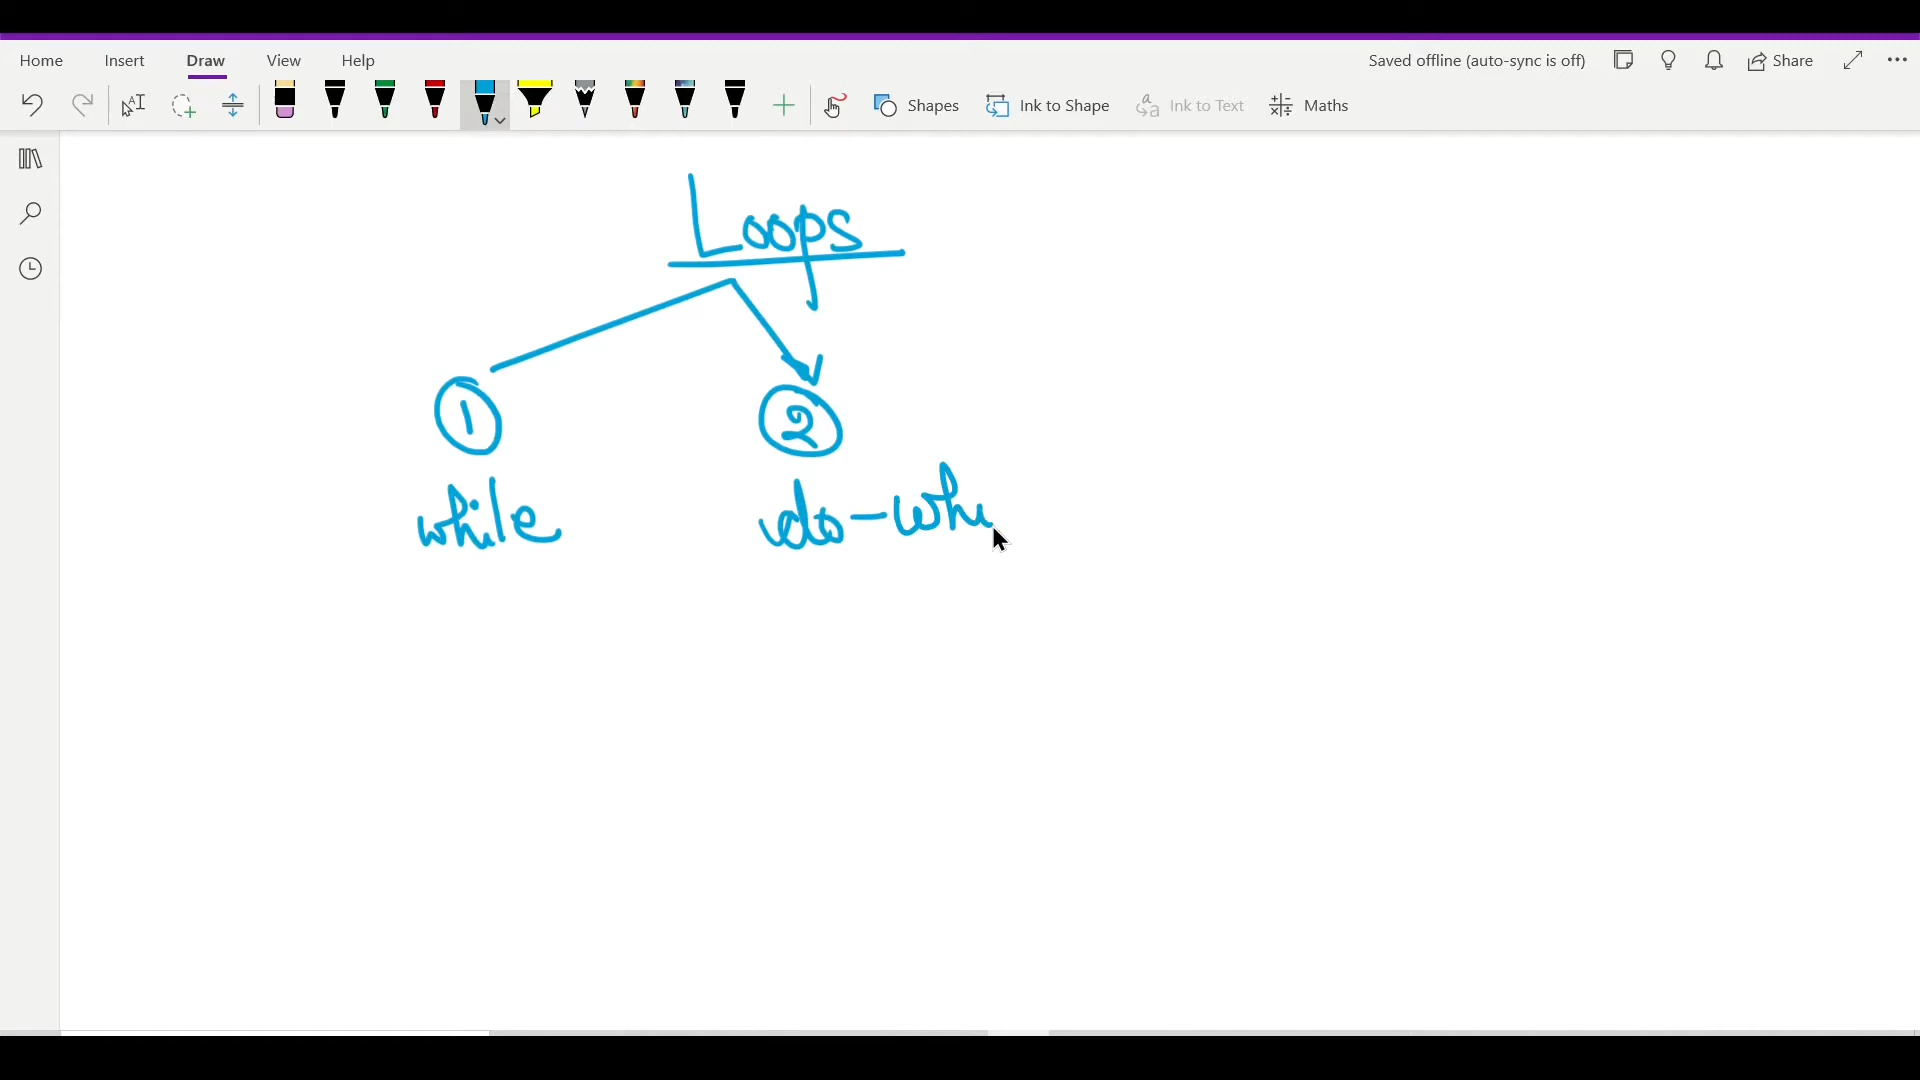 Home Insert Draw View Help Saved offline (auto-sync is off) Share
Shapes Ink to Shape Ink to Text Maths
Loops
1 2
while do-whi